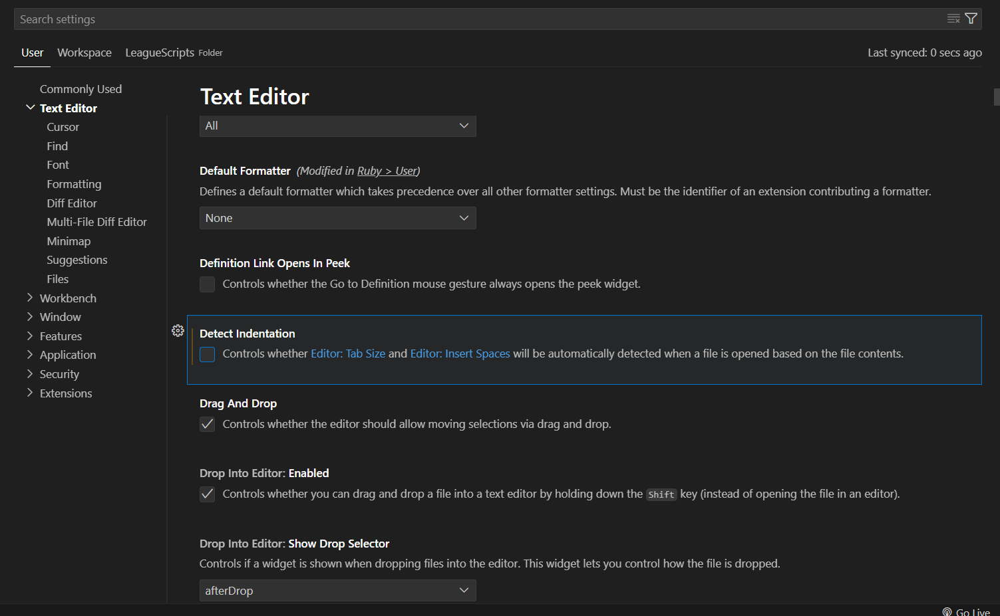 Search settings
User Workspace LeagueScripts Folder Last synced: 0 secs ago
Commonly Used
Text Editor
Cursor
Find
Font
Formatting
Diff Editor
Multi-File Diff Editor
Minimap
Suggestions
Files
Workbench
Window
Features
Application
Security
Extensions
Text Editor
All
Default Formatter (Modified in Ruby > User)
Defines a default formatter which takes precedence over all other formatter settings. Must be the identifier of an extension contributing a formatter.
None
Definition Link Opens In Peek
Controls whether the Go to Definition mouse gesture always opens the peek widget.
Detect Indentation
Controls whether Editor: Tab Size and Editor: Insert Spaces will be automatically detected when a file is opened based on the file contents.
Drag And Drop
Controls whether the editor should allow moving selections via drag and drop.
Drop Into Editor: Enabled
Controls whether you can drag and drop a file into a text editor by holding down the Shift key (instead of opening the file in an editor).
Drop Into Editor: Show Drop Selector
Controls if a widget is shown when dropping files into the editor. This widget lets you control how the file is dropped.
afterDrop
Go Live